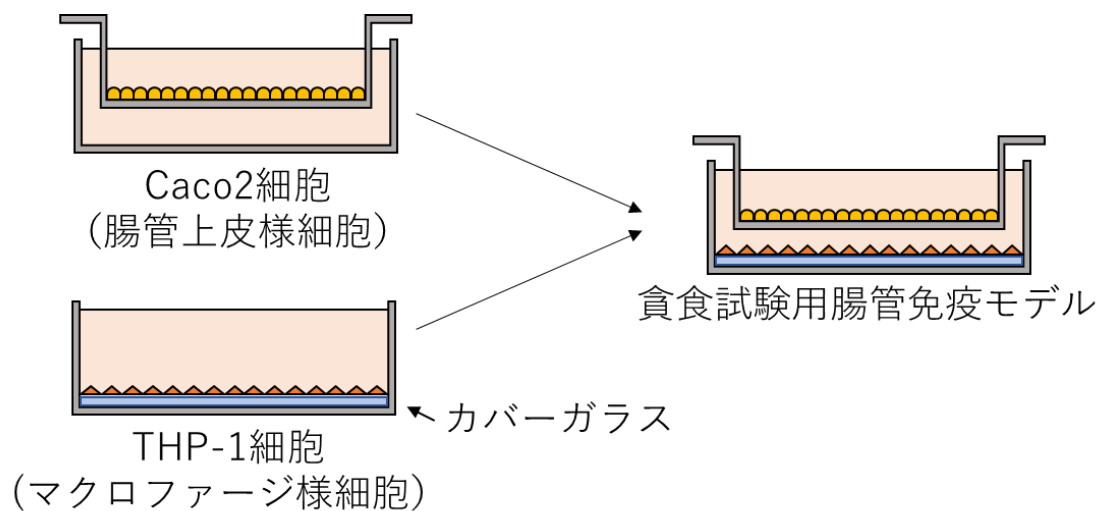 Caco2細胞
(腸管上皮様細胞)
貪食試験用腸管免疫モデル
カバーガラス
THP-1細胞
(マクロファージ様細胞)